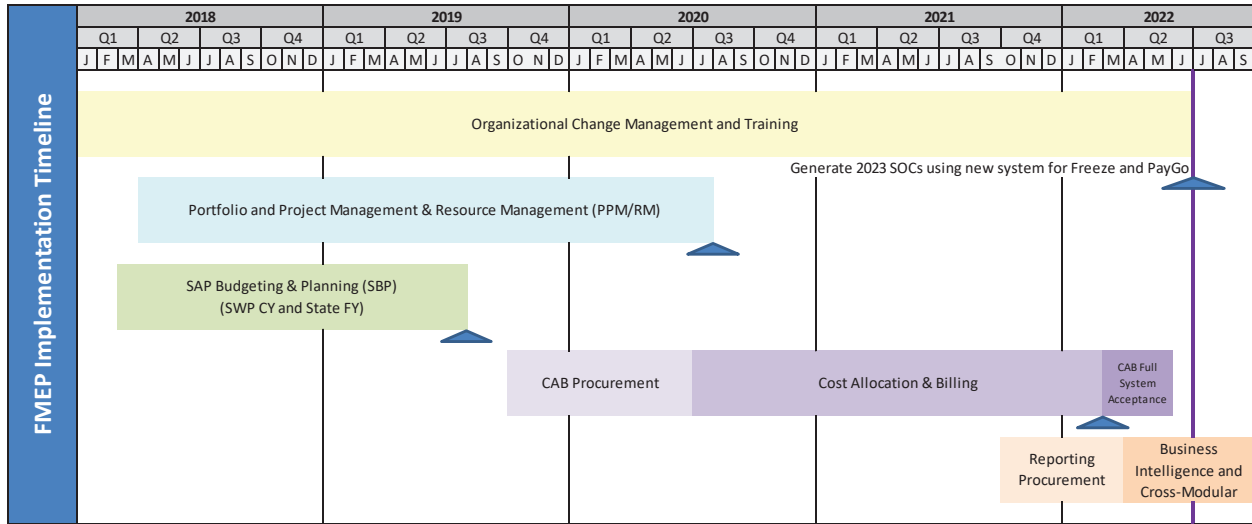 FMEP Implementation Timeline
2018 2019 2020 2021 2022
Q1 Q2 Q3 Q4 Q1 Q2 Q3 Q4 Q1 Q2 Q3 Q4 Q1 Q2 Q3 Q4 Q1 Q2 Q3
J F M A M J J A S O N D J F M A M J J A S O N D J F M A M J J A S O N D J F M A M J J A S O N D J F M A M J J A S
Organizational Change Management and Training
Generate 2023 SOCs using new system for Freeze and PayGo
Portfolio and Project Management & Resource Management (PPM/RM)
SAP Budgeting & Planning (SBP)
(SWP CY and State FY)
CAB Procurement
Cost Allocation & Billing
CAB Full
System
Acceptance
Reporting
Procurement
Business
Intelligence and
Cross-Modular